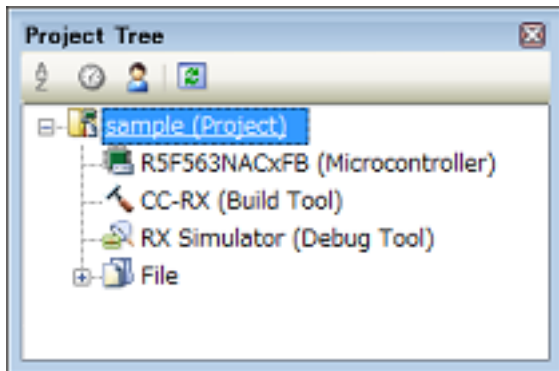 Project Tree
sample (Project)
R5F563NACxFB (Microcontroller)
CC-RX (Build Tool)
RX Simulator (Debug Tool)
File